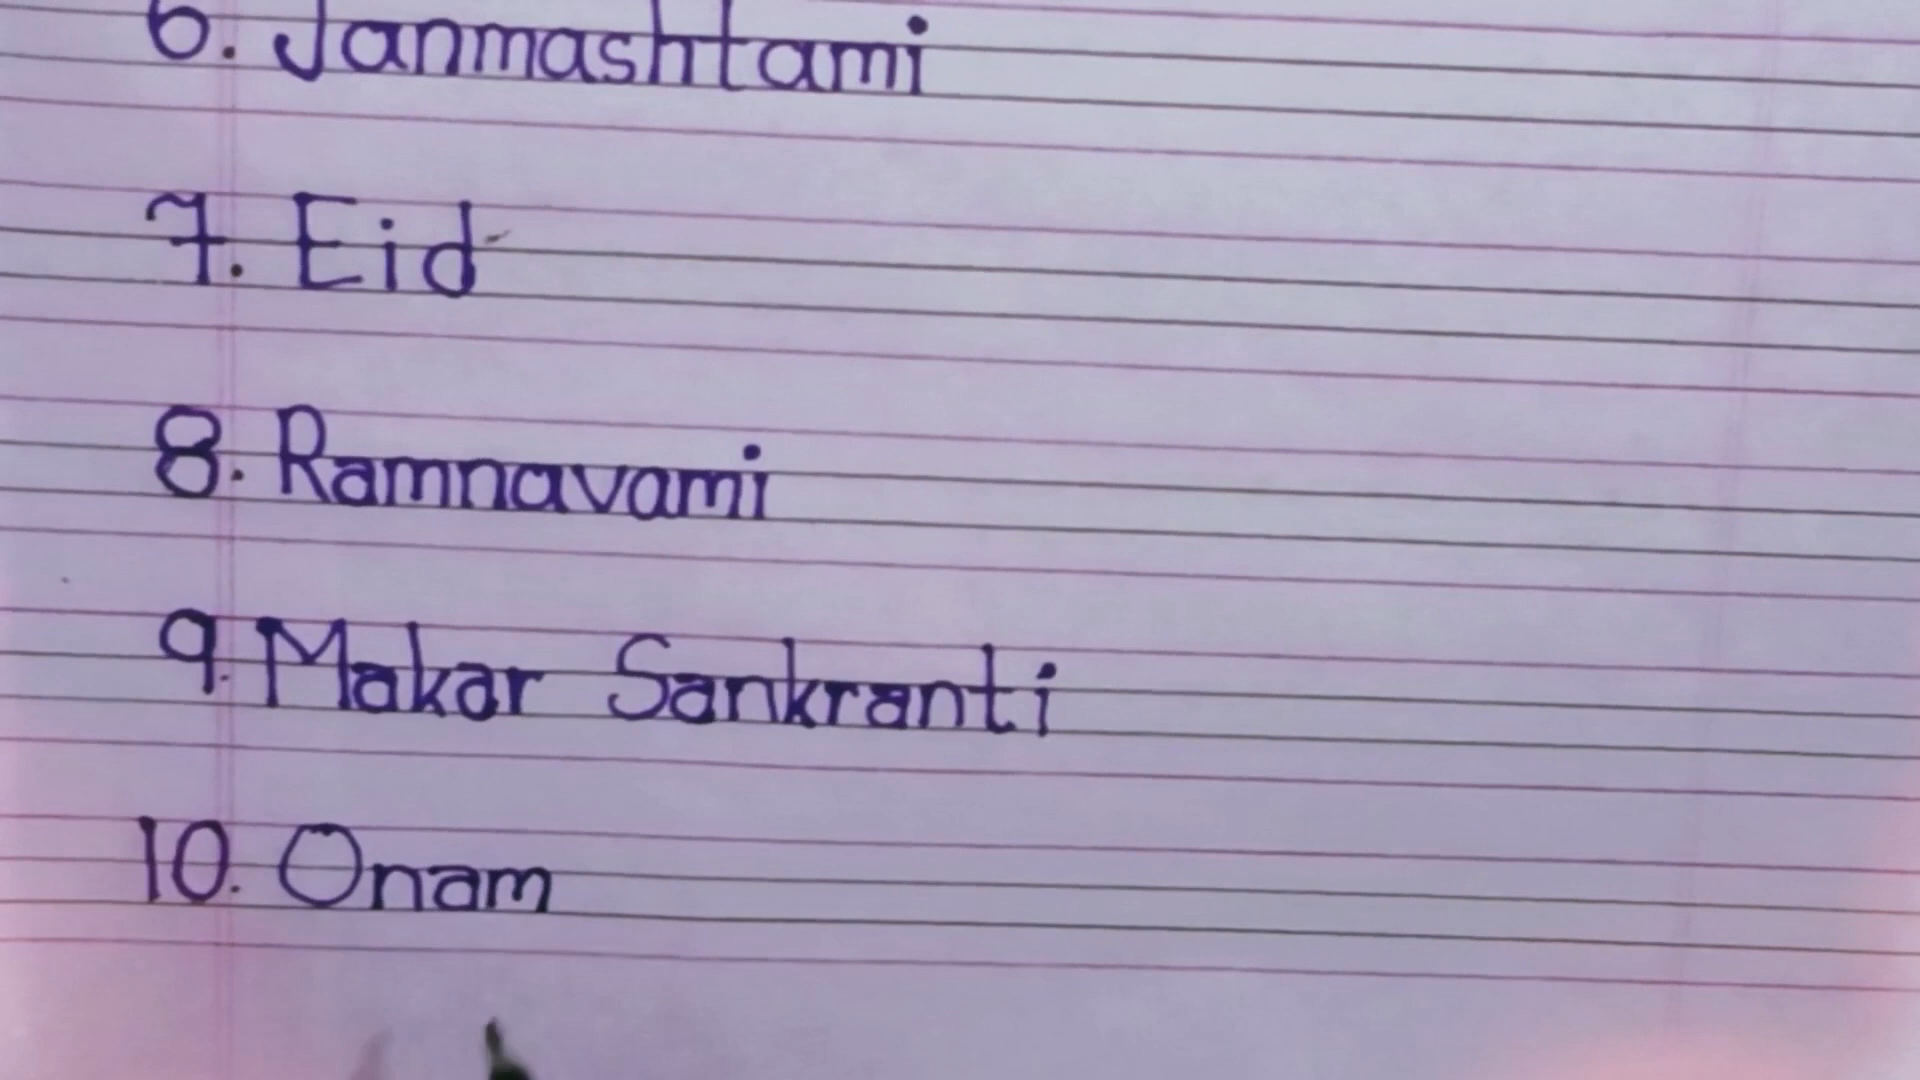 6. Janmashtami
7. Eid
8. Ramnavami
9. Makar Sankranti
10. Onam